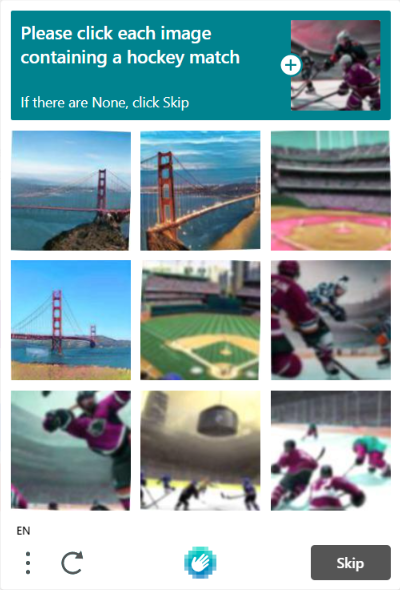 Please click each image
containing a hockey match
If there are None, click Skip
EN
Skip